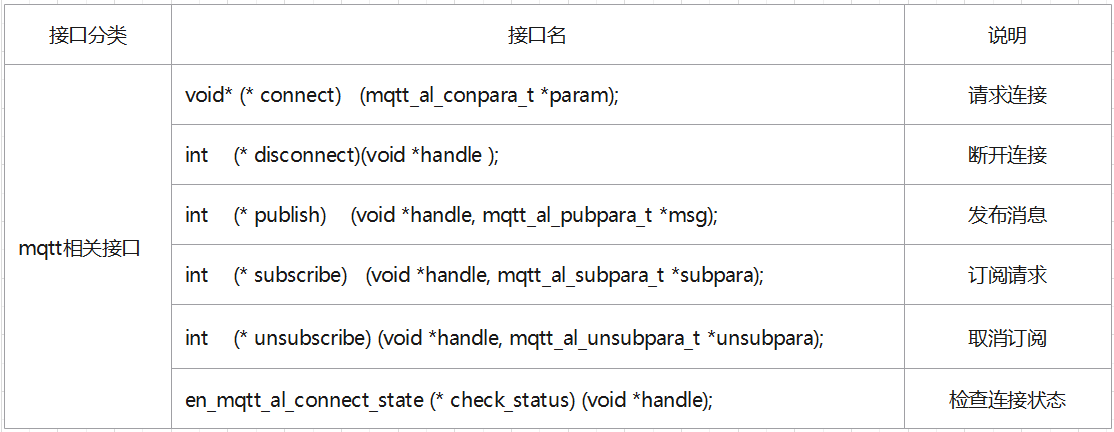 接口分类 接口名 说明
mqtt相关接口
void* (* connect) (mqtt_al_conpara_t *param); 请求连接
int (* disconnect)(void *handle ); 断开连接
int (* publish) (void *handle, mqtt_al_pubpara_t *msg); 发布消息
int (* subscribe) (void *handle, mqtt_al_subpara_t *subpara); 订阅请求
int (* unsubscribe) (void *handle, mqtt_al_unsubpara_t *unsubpara); 取消订阅
en_mqtt_al_connect_state (* check_status) (void *handle); 检查连接状态